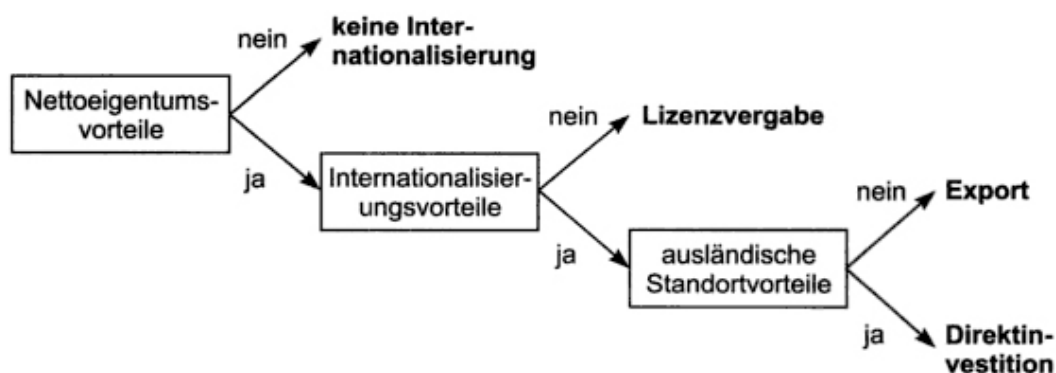 nein
keine Inter-
nationalisierung
Nettoeigentums-
vorteile
ja
nein
Lizenzvergabe
Internationalisier-
ungsvorteile
ja
nein
Export
ausländische
Standortvorteile
ja
Direktin-
vestition